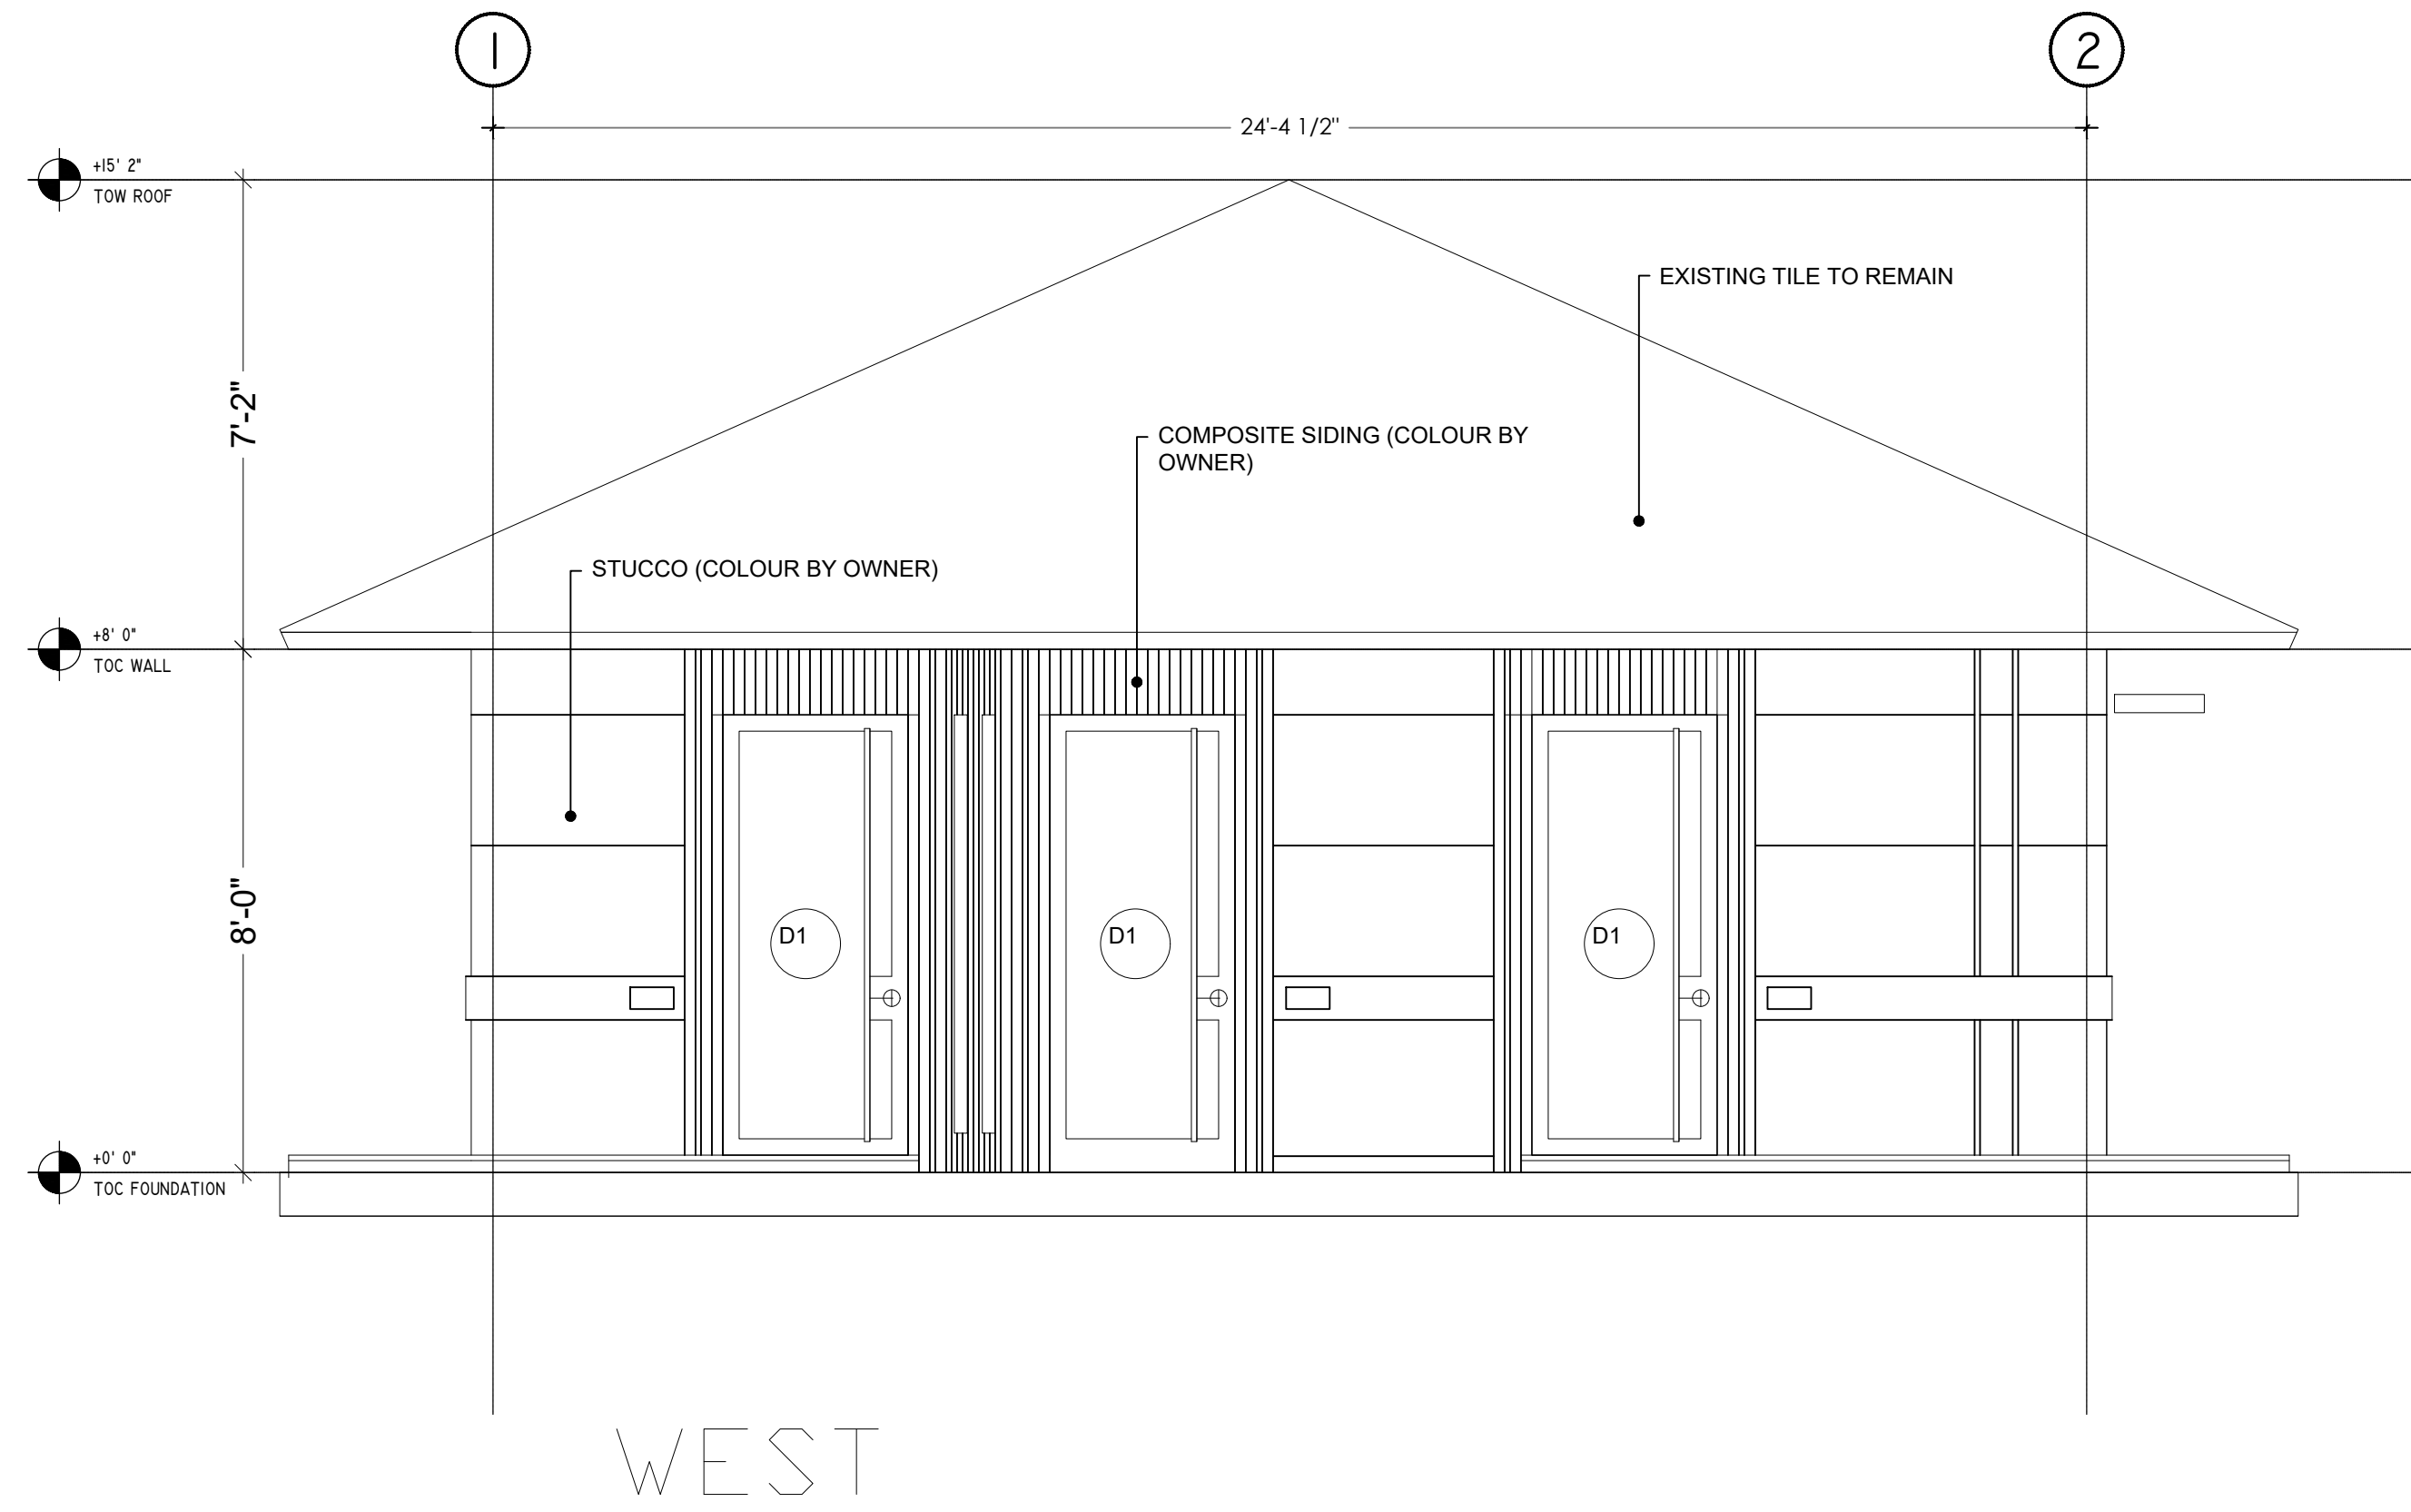 1
2
24'-4 1/2"
+15' 2"
TOW ROOF
EXISTING TILE TO REMAIN
7'-2"
COMPOSITE SIDING (COLOUR BY
OWNER)
STUCCO (COLOUR BY OWNER)
+8' 0"
TOC WALL
8'-0"
D1
D1
D1
+0' 0"
TOC FOUNDATION
WEST